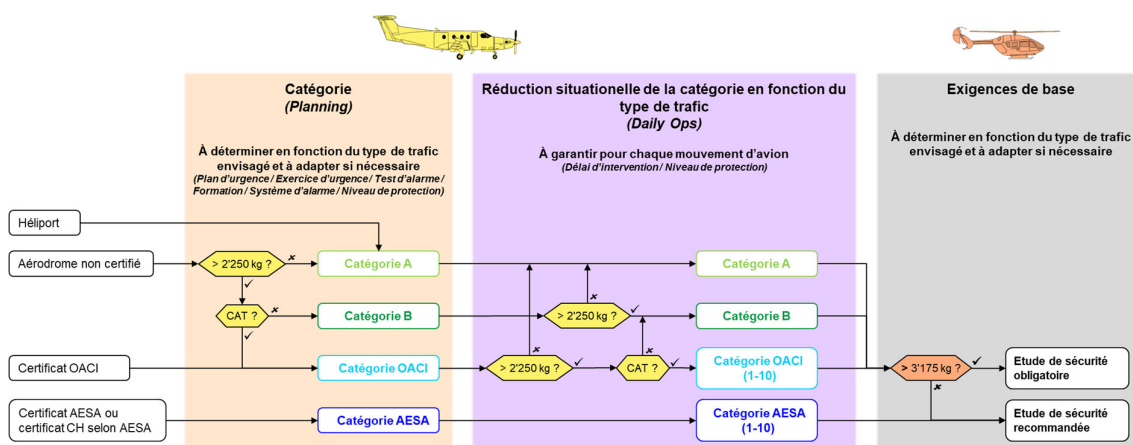 Catégorie
(Planning)
À déterminer en fonction du type de trafic
envisagé et à adapter si nécessaire
(Plan d'urgence / Exercice d'urgence / Test d'alarme /
Formation / Système d'alarme / Niveau de protection)
Réduction situationelle de la catégorie en fonction du
type de trafic
(Daily Ops)
À garantir pour chaque mouvement d'avion
(Délai d'intervention / Niveau de protection)
Exigences de base
À déterminer en fonction du type de trafic
envisagé et à adapter si nécessaire
Héliport
Aérodrome non certifié
> 2'250 kg ?
Catégorie A
Catégorie A
CAT ?
Catégorie B
> 2'250 kg ?
Catégorie B
Certificat OACI
Catégorie OACI
> 2'250 kg ?
CAT ?
Catégorie OACI
(1-10)
> 3'175 kg ?
Etude de sécurité
obligatoire
Certificat AESA ou
certificat CH selon AESA
Catégorie AESA
Catégorie AESA
(1-10)
Etude de sécurité
recommandée